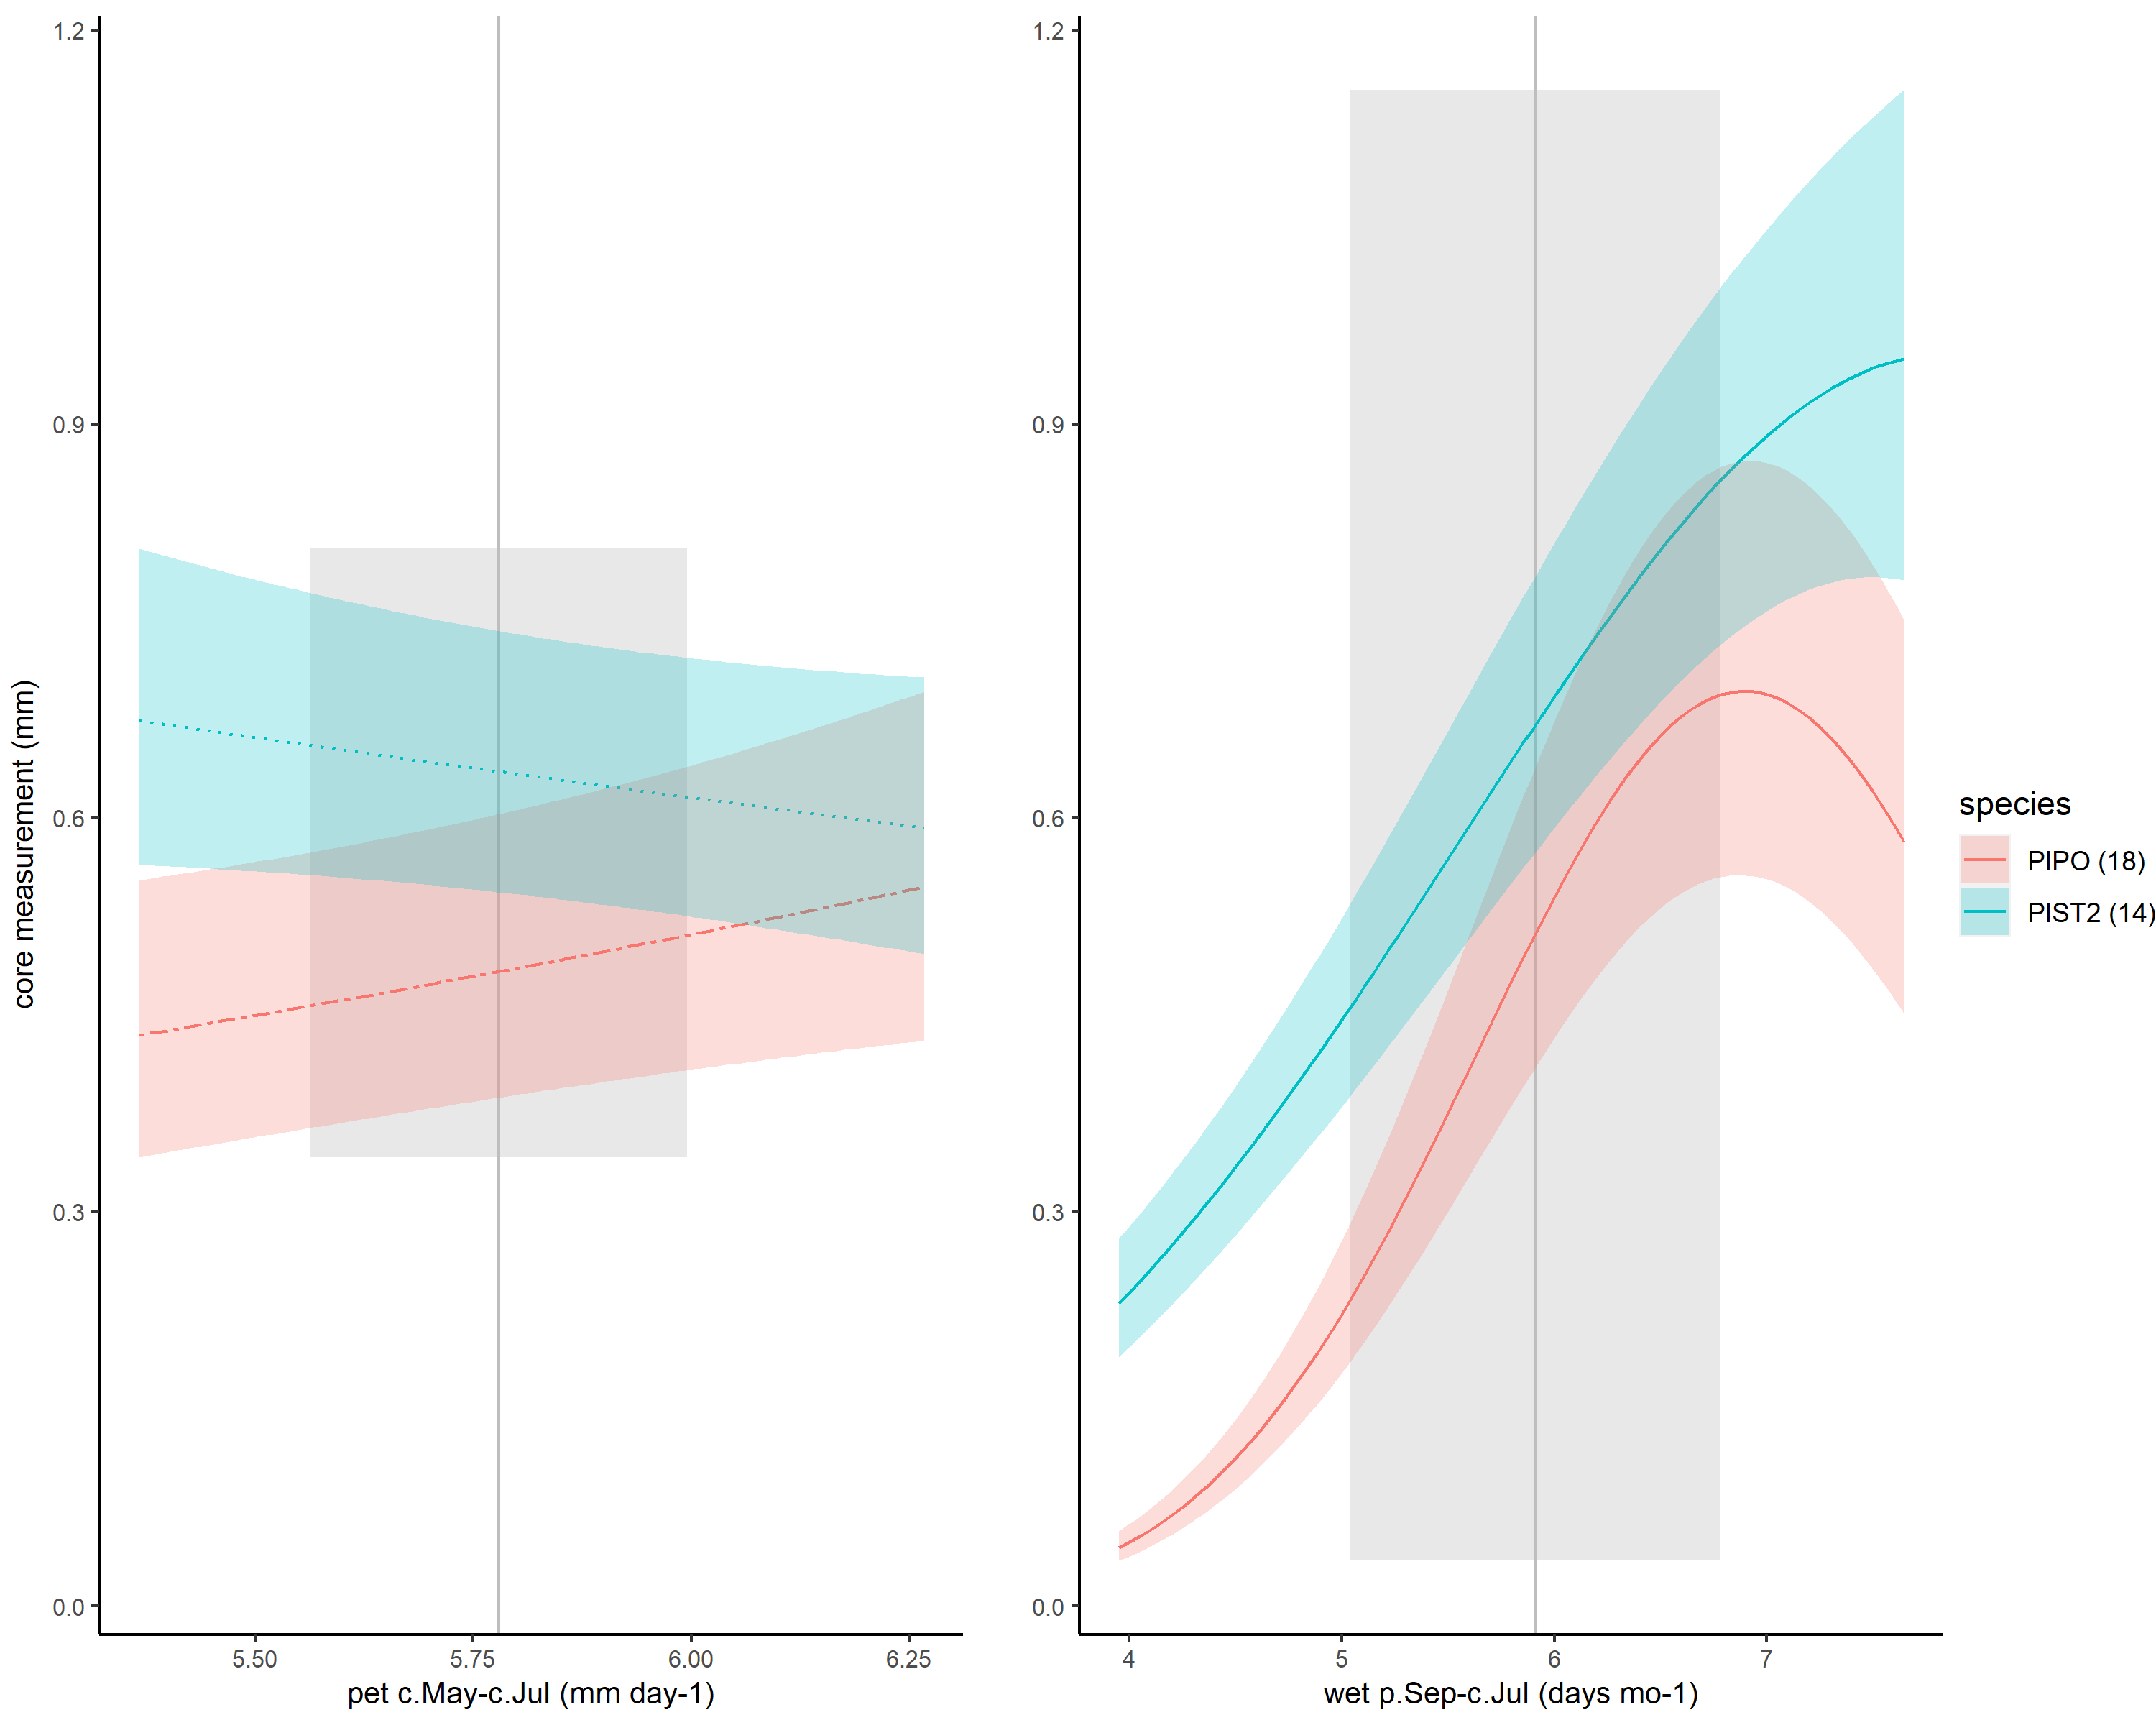 core measurement (mm)
1.2
0.9
0.6
0.3
0.0
5.50 5.75 6.00 6.25
pet c.May-c.Jul (mm day-1)
1.2
0.9
0.6
0.3
0.0
4 5 6 7
wet p.Sep-c.Jul (days mo-1)
species
PIPO (18)
PIST2 (14)